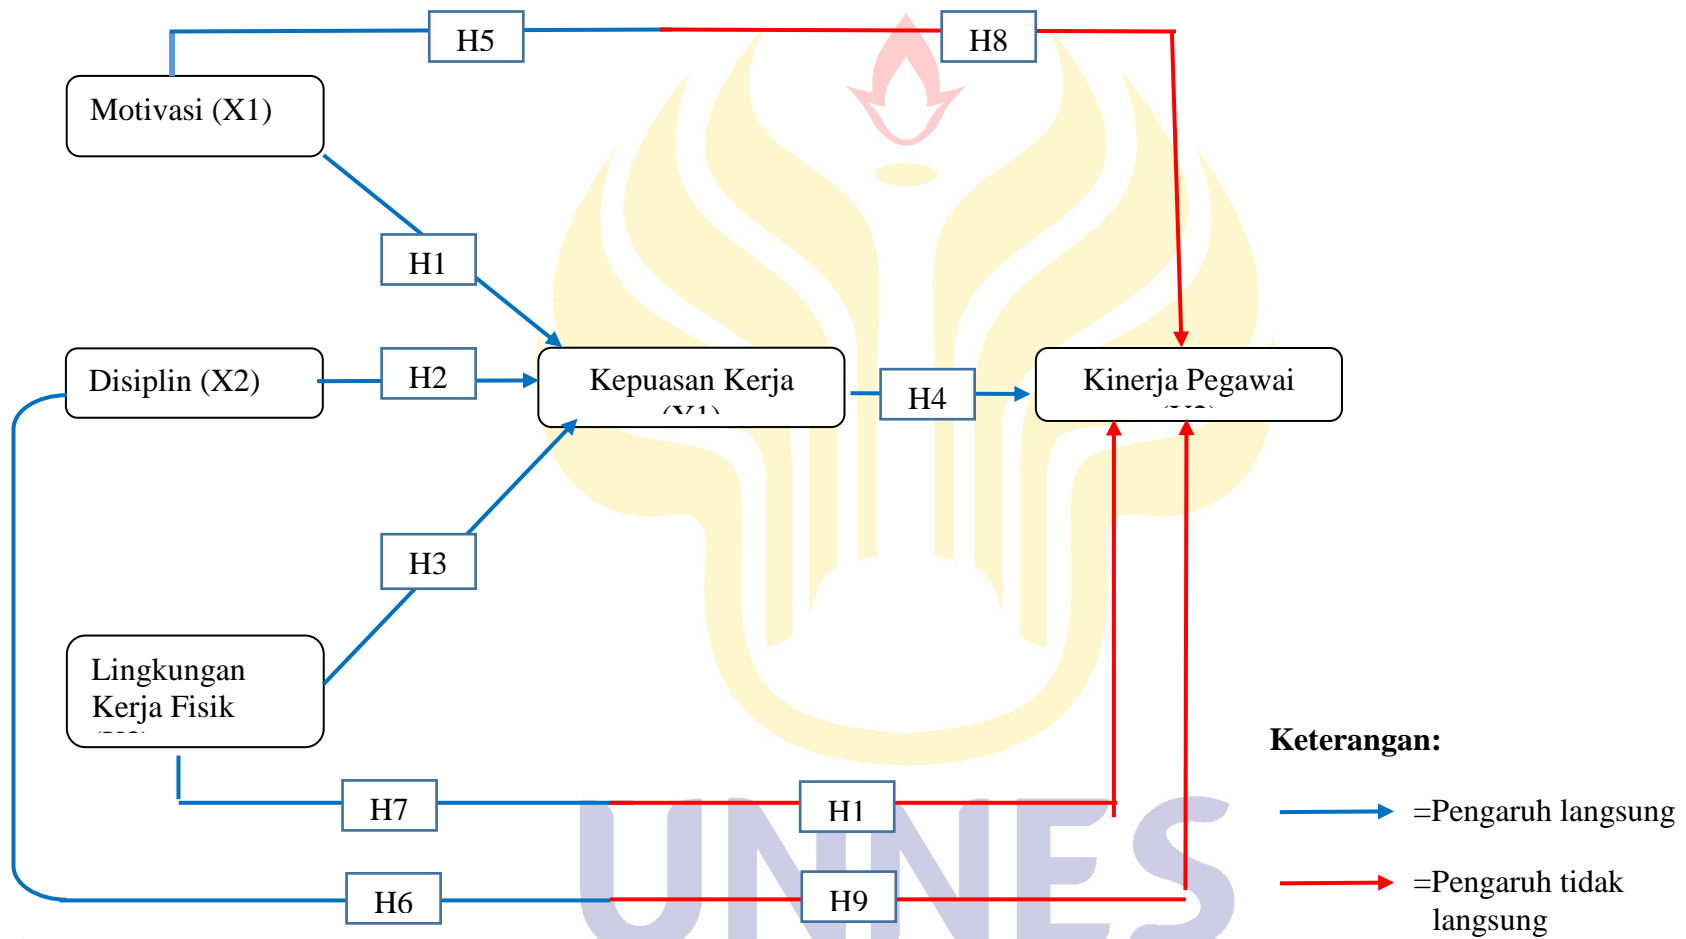 H5
H8
Motivasi (X1)
H1
Disiplin (X2)
H2
Kepuasan Kerja
(Y1)
H4
Kinerja Pegawai
H3
Lingkungan
Kerja Fisik
Keterangan:
H7
H1
=Pengaruh langsung
H6
H9
=Pengaruh tidak
langsung
UNNES